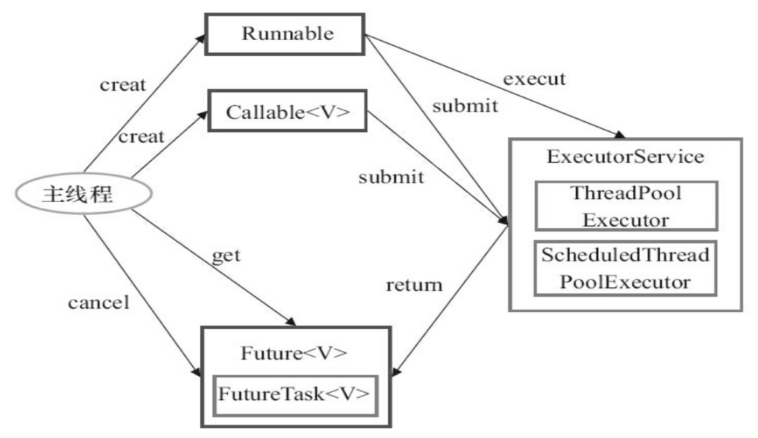 Runnable
execut
creat
submit
Callable<V>
creat
ExecutorService
submit
主线程
ThreadPool
Executor
get
ScheduledThread
PoolExecutor
return
cancel
Future<V>
FutureTask<V>